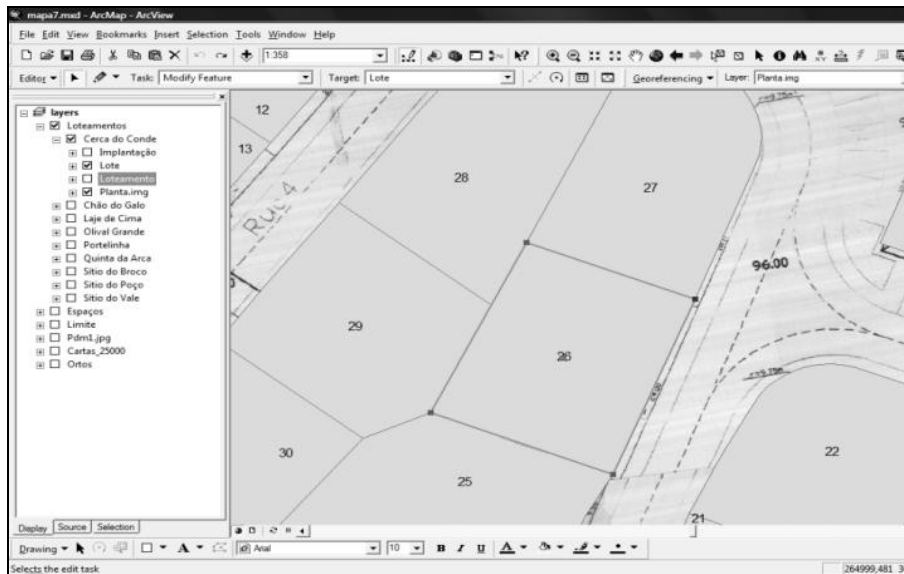 mapa7.mxd - ArcMap - ArcView
File Edit View Bookmarks Insert Selection Tools Window Help
1:358
Editor Task: Modify Feature Target: Lote Georeferencing Layer: Planta.img
layers
Loteamentos
Cerca do Conde
Implantação
Lote
Loteamento
Planta.img
Chão do Galo
Laje de Cima
Olival Grande
Portelinha
Quinta da Arca
Sitio do Broco
Sitio do Poço
Sitio do Vale
Espaços
Limite
Pdm1.jpg
Cartas_25000
Ortos
12
13
28
27
Rua 4
96.00
29
26
30
25
22
21
Display Source Selection
Drawing A Arial 10 B I U A
Selects the edit task 264999,481